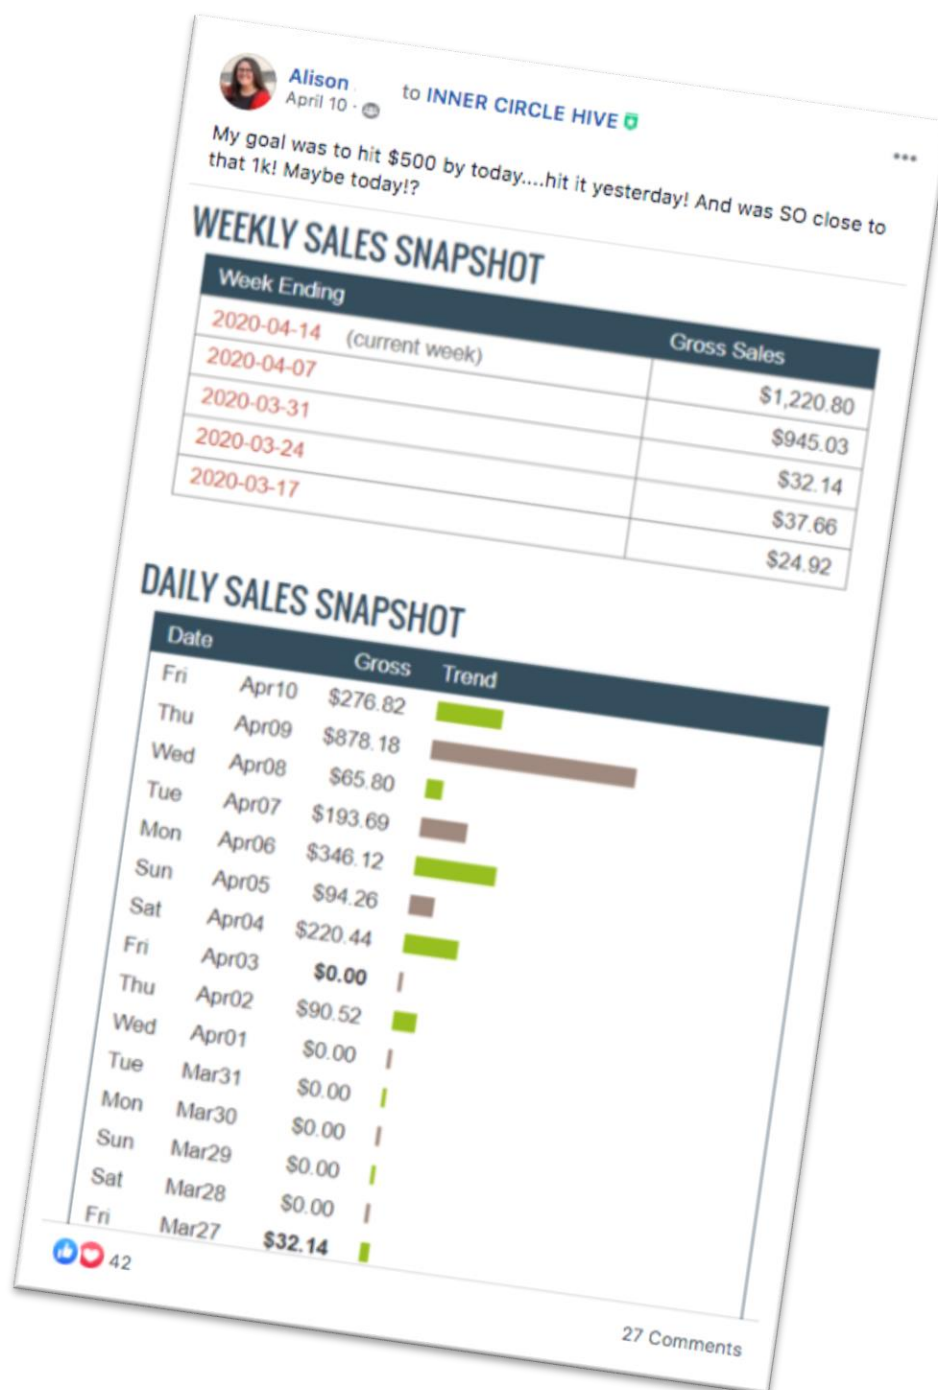 Alison to INNER CIRCLE HIVE
April 10 ·
My goal was to hit $500 by today....hit it yesterday! And was SO close to
that 1k! Maybe today!?
WEEKLY SALES SNAPSHOT
Week Ending Gross Sales
2020-04-14 (current week) $1,220.80
2020-04-07 $945.03
2020-03-31 $32.14
2020-03-24 $37.66
2020-03-17 $24.92
DAILY SALES SNAPSHOT
Date Gross Trend
Fri Apr10 $276.82
Thu Apr09 $878.18
Wed Apr08 $65.80
Tue Apr07 $193.69
Mon Apr06 $346.12
Sun Apr05 $94.26
Sat Apr04 $220.44
Fri Apr03 $0.00
Thu Apr02 $90.52
Wed Apr01 $0.00
Tue Mar31 $0.00
Mon Mar30 $0.00
Sun Mar29 $0.00
Sat Mar28 $0.00
Fri Mar27 $32.14
42
27 Comments